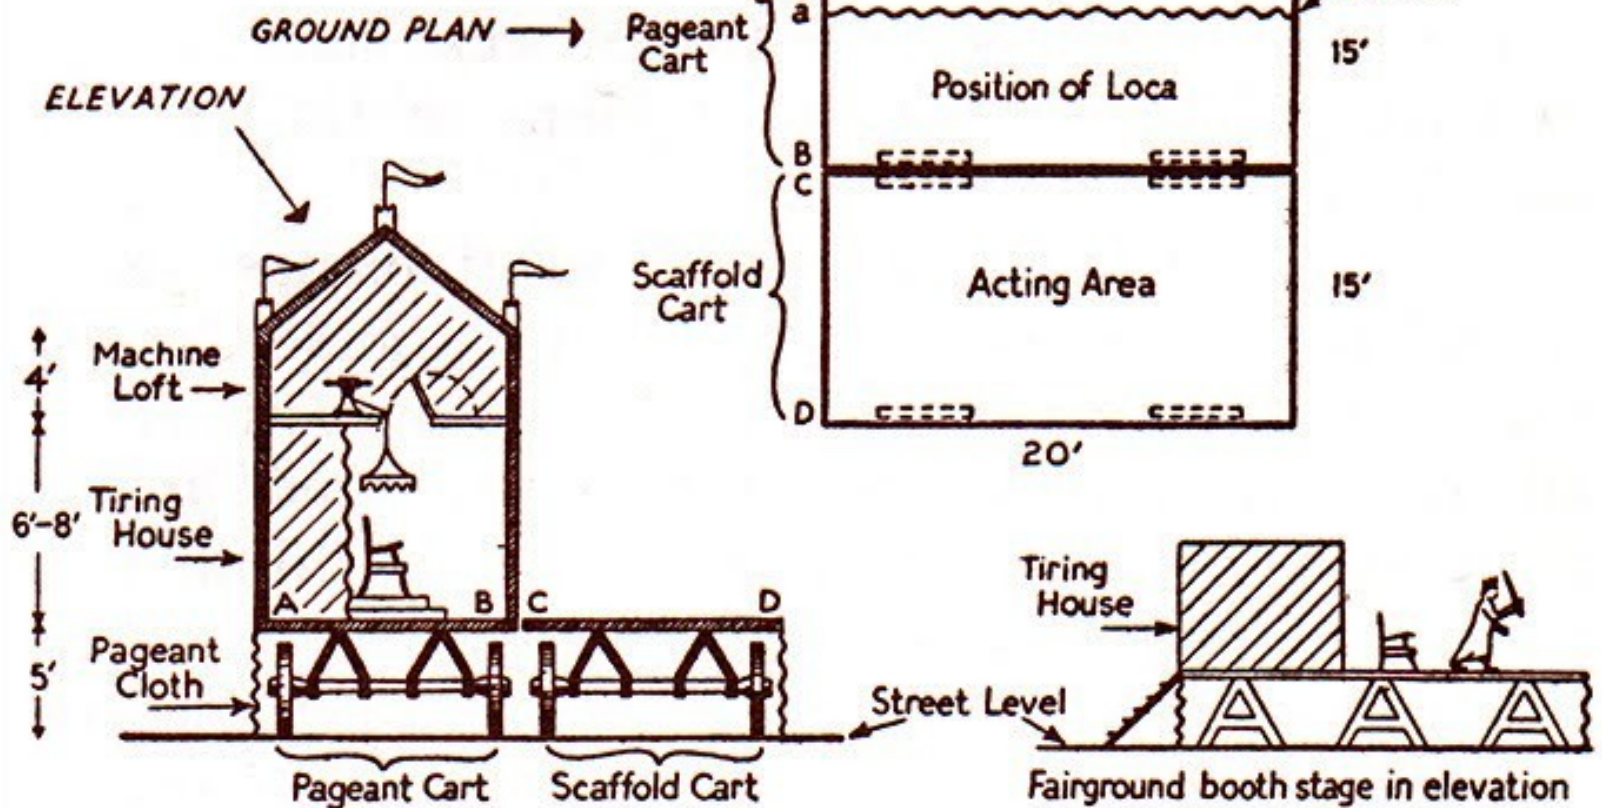 GROUND PLAN
Pageant
Cart
a
15'
Position of Loca
B
C
ELEVATION
Scaffold
Cart
Acting Area
15'
D
20'
4'
Machine
Loft
6'-8'
Tiring
House
A
B
C
D
5'
Pageant
Cloth
Street Level
Pageant Cart
Scaffold Cart
Tiring
House
Fairground booth stage in elevation